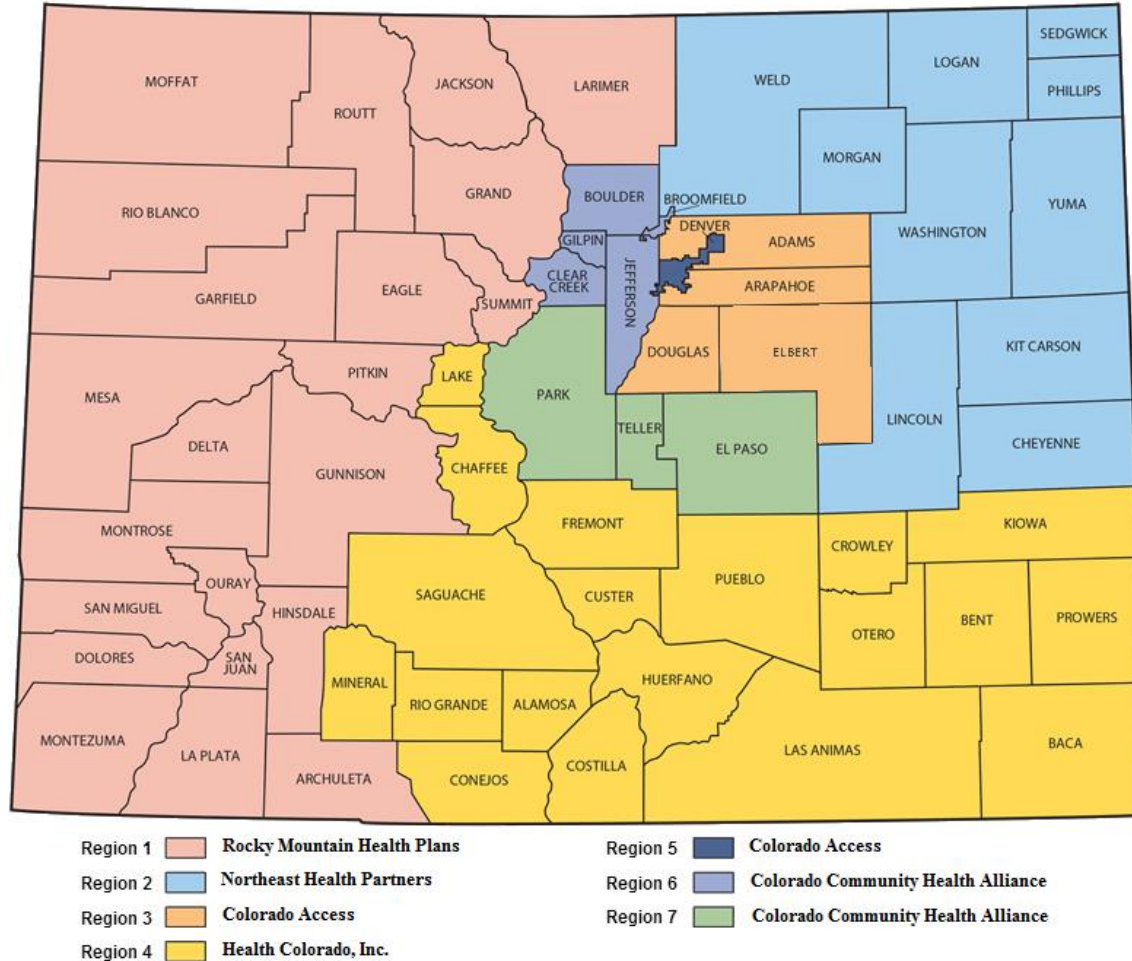 SEDGWICK
LOGAN
WELD
MOFFAT
JACKSON
LARIMER
PHILLIPS
ROUTT
MORGAN
GRAND
BOULDER
BROOMFIELD
YUMA
RIO BLANCO
DENVER
WASHINGTON
GILPIN
ADAMS
JEFFERSON
CLEAR
CREEK
ARAPAHOE
GARFIELD
EAGLE
SUMMIT
KIT CARSON
DOUGLAS
ELBERT
PITKIN
LAKE
MESA
PARK
LINCOLN
TELLER
CHEYENNE
DELTA
EL PASO
GUNNISON
CHAFFEE
FREMONT
KIOWA
MONTROSE
CROWLEY
OURAY
PUEBLO
SAGUACHE
CUSTER
SAN MIGUEL
HINSDALE
BENT
PROWERS
OTERO
DOLORES
SAN
JUAN
MINERAL
HUERFANO
RIO GRANDE
ALAMOSA
MONTEZUMA
LA PLATA
LAS ANIMAS
BACA
COSTILLA
ARCHULETA
CONEJOS
Region 1 Rocky Mountain Health Plans
Region 2 Northeast Health Partners
Region 3 Colorado Access
Region 4 Health Colorado, Inc.
Region 5 Colorado Access
Region 6 Colorado Community Health Alliance
Region 7 Colorado Community Health Alliance